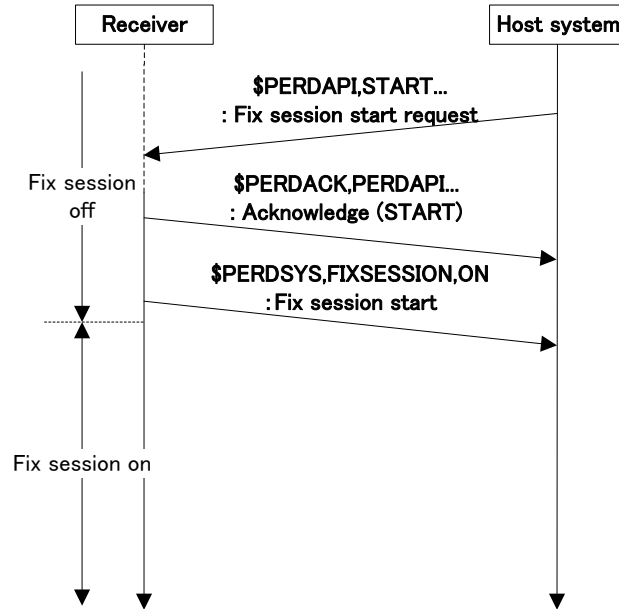 Receiver
Host system
$PERDAPI,START...
: Fix session start request
Fix session
off
$PERDACK,PERDAPI...
: Acknowledge (START)
$PERDSYS,FIXSESSION,ON
:Fix session start
Fix session on